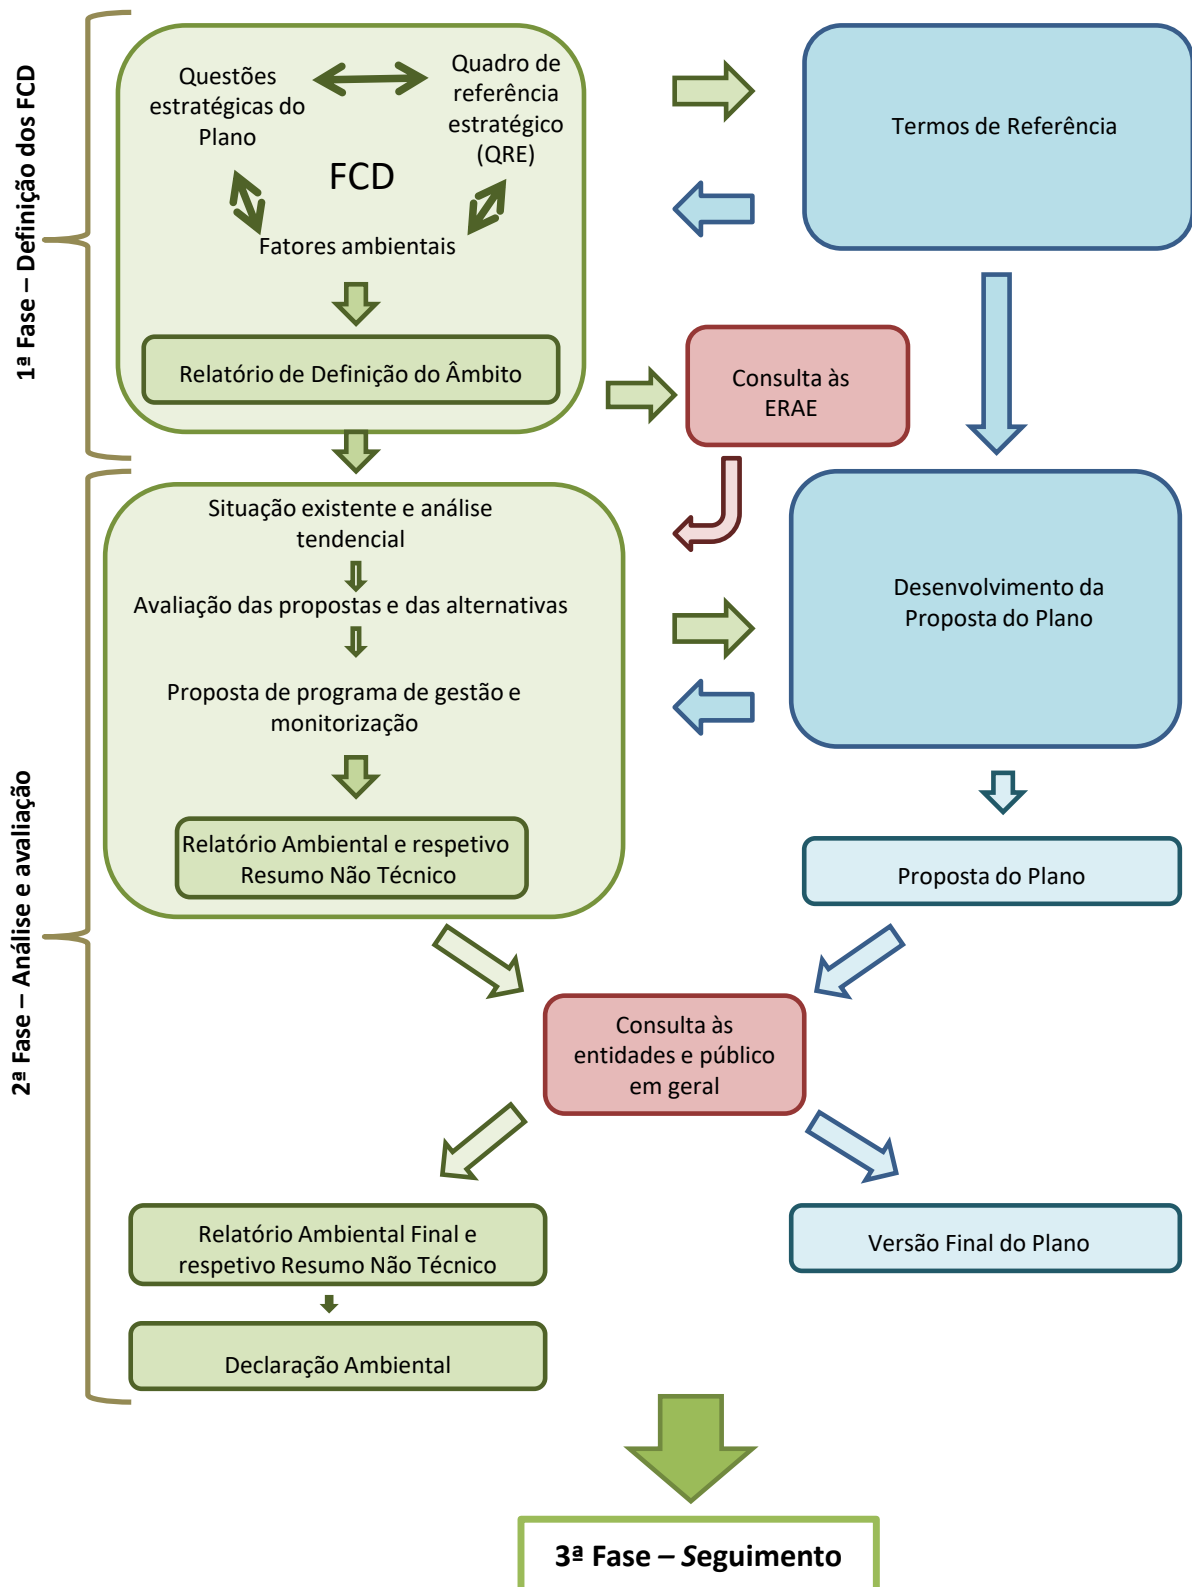 1ª Fase – Definição dos FCD
Questões
estratégicas do
Plano
Quadro de
referência
estratégico
(QRE)
FCD
Fatores ambientais
Relatório de Definição do Âmbito
Termos de Referência
Consulta às
ERAE
2ª Fase – Análise e avaliação
Situação existente e análise
tendencial
Avaliação das propostas e das alternativas
Proposta de programa de gestão e
monitorização
Relatório Ambiental e respetivo
Resumo Não Técnico
Desenvolvimento da
Proposta do Plano
Proposta do Plano
Consulta às
entidades e público
em geral
Relatório Ambiental Final e
respetivo Resumo Não Técnico
Versão Final do Plano
Declaração Ambiental
3ª Fase – Seguimento